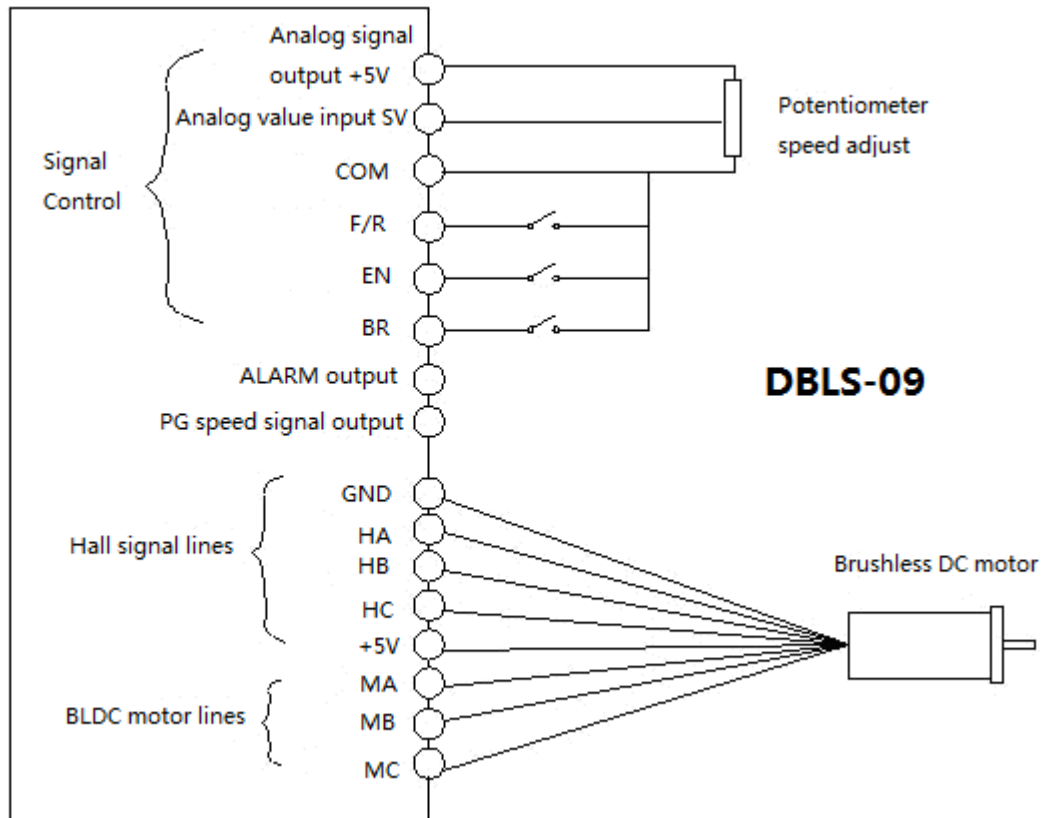 Analog signal
output +5V
Analog value input SV
COM
F/R
EN
BR
Signal
Control
Potentiometer
speed adjust
ALARM output
PG speed signal output
DBLS-09
GND
HA
HB
HC
+5V
Hall signal lines
MA
MB
MC
BLDC motor lines
Brushless DC motor